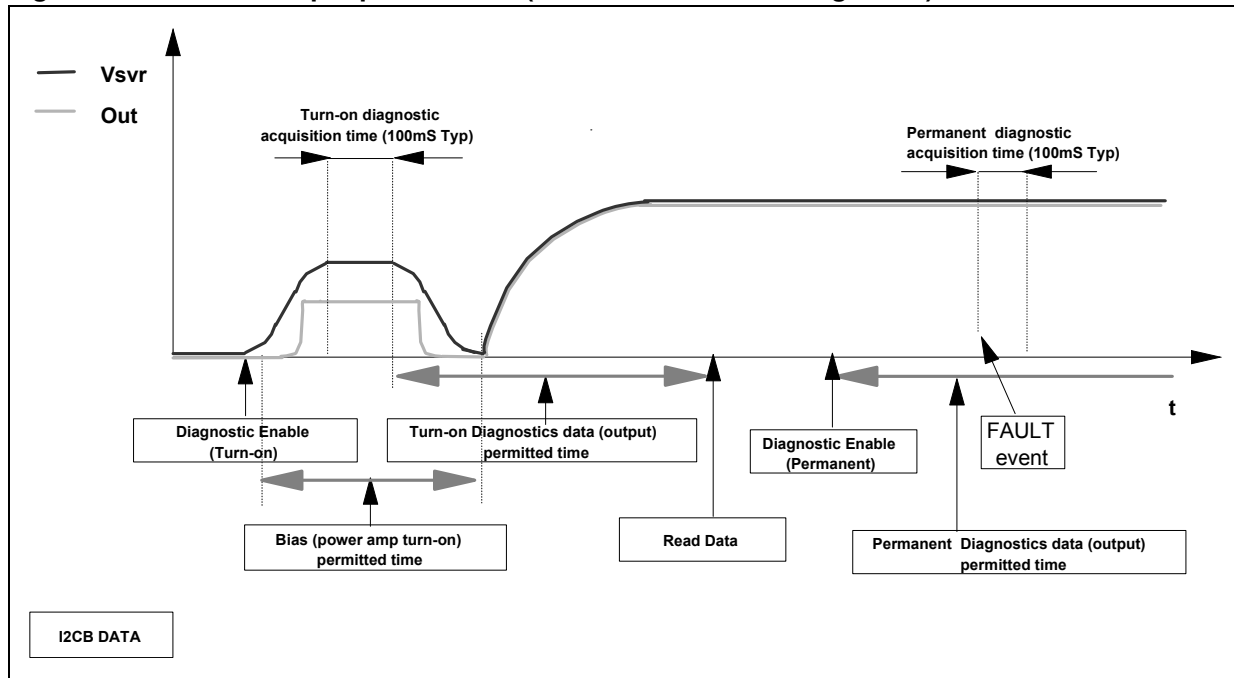 Vsvr
Out
Turn-on diagnostic
acquisition time (100mS Typ)
Permanent diagnostic
acquisition time (100mS Typ)
t
Diagnostic Enable
(Turn-on)
Turn-on Diagnostics data (output)
permitted time
Diagnostic Enable
(Permanent)
FAULT
event
Bias (power amp turn-on)
permitted time
Read Data
Permanent Diagnostics data (output)
permitted time
I2CB DATA